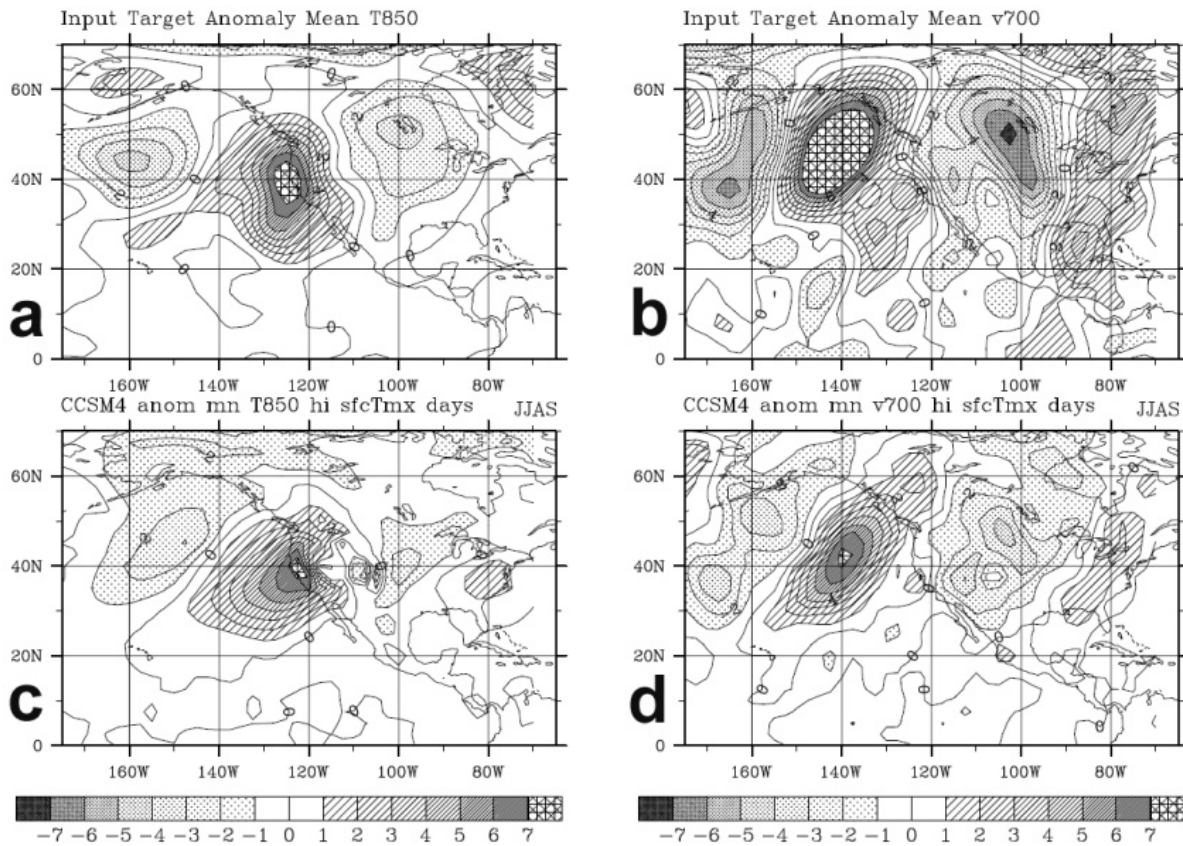 Input Target Anomaly Mean T850
Input Target Anomaly Mean v700
60N
40N
20N
0
a
160W 140W 120W 100W 80W
60N
40N
20N
0
b
160W 140W 120W 100W 80W
CCSM4 anom mn T850 hi sfcTmx days JJAS
CCSM4 anom mn v700 hi sfcTmx days JJAS
60N
40N
20N
0
c
160W 140W 120W 100W 80W
60N
40N
20N
0
d
160W 140W 120W 100W 80W
-7 -6 -5 -4 -3 -2 -1 0 1 2 3 4 5 6 7
-7 -6 -5 -4 -3 -2 -1 0 1 2 3 4 5 6 7